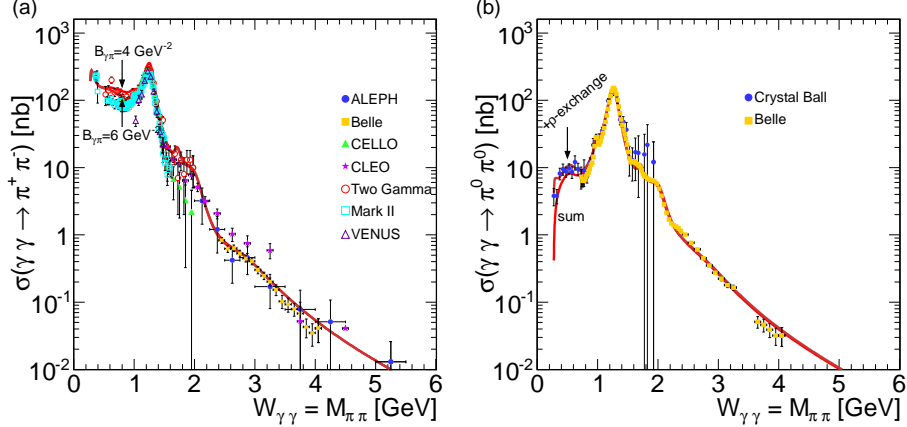 (a)
σ(γ γ → π⁺ π⁻) [nb]
10³
10²
10
1
10⁻¹
10⁻²
B_γπ=4 GeV⁻²
B_γπ=6 GeV⁻
ALEPH
Belle
CELLO
CLEO
Two Gamma
Mark II
VENUS
0 1 2 3 4 5 6
W_γγ = M_ππ [GeV]
(b)
σ(γ γ → π⁰ π⁰) [nb]
10³
10²
10
1
10⁻¹
10⁻²
+ρ-exchange
sum
Crystal Ball
Belle
0 1 2 3 4 5 6
W_γγ = M_ππ [GeV]